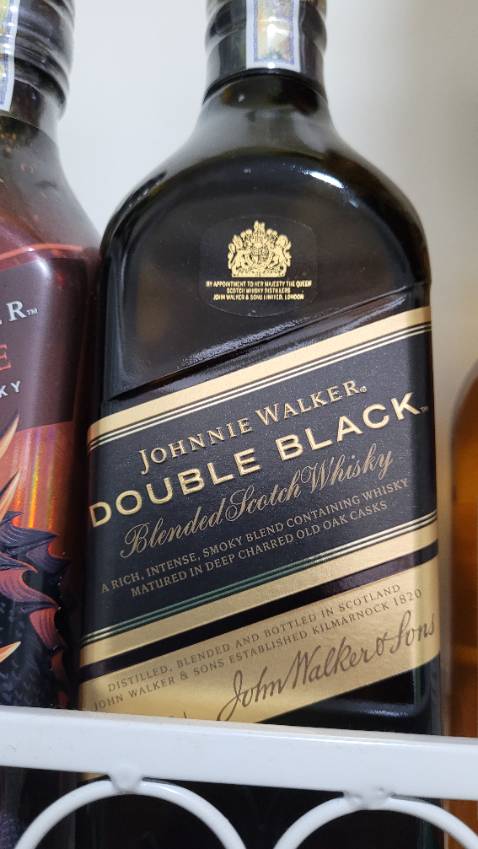 BY APPOINTMENT TO HER MAJESTY THE QUEEN
SCOTCH WHISKY DISTILLERS
JOHN WALKER & SONS LIMITED, LONDON
JOHNNIE WALKER®
DOUBLE BLACK™
Blended Scotch Whisky
A RICH, INTENSE, SMOKY BLEND CONTAINING WHISKY
MATURED IN DEEP CHARRED OLD OAK CASKS
DISTILLED, BLENDED AND BOTTLED IN SCOTLAND
JOHN WALKER & SONS ESTABLISHED KILMARNOCK 1820
John Walker & Sons